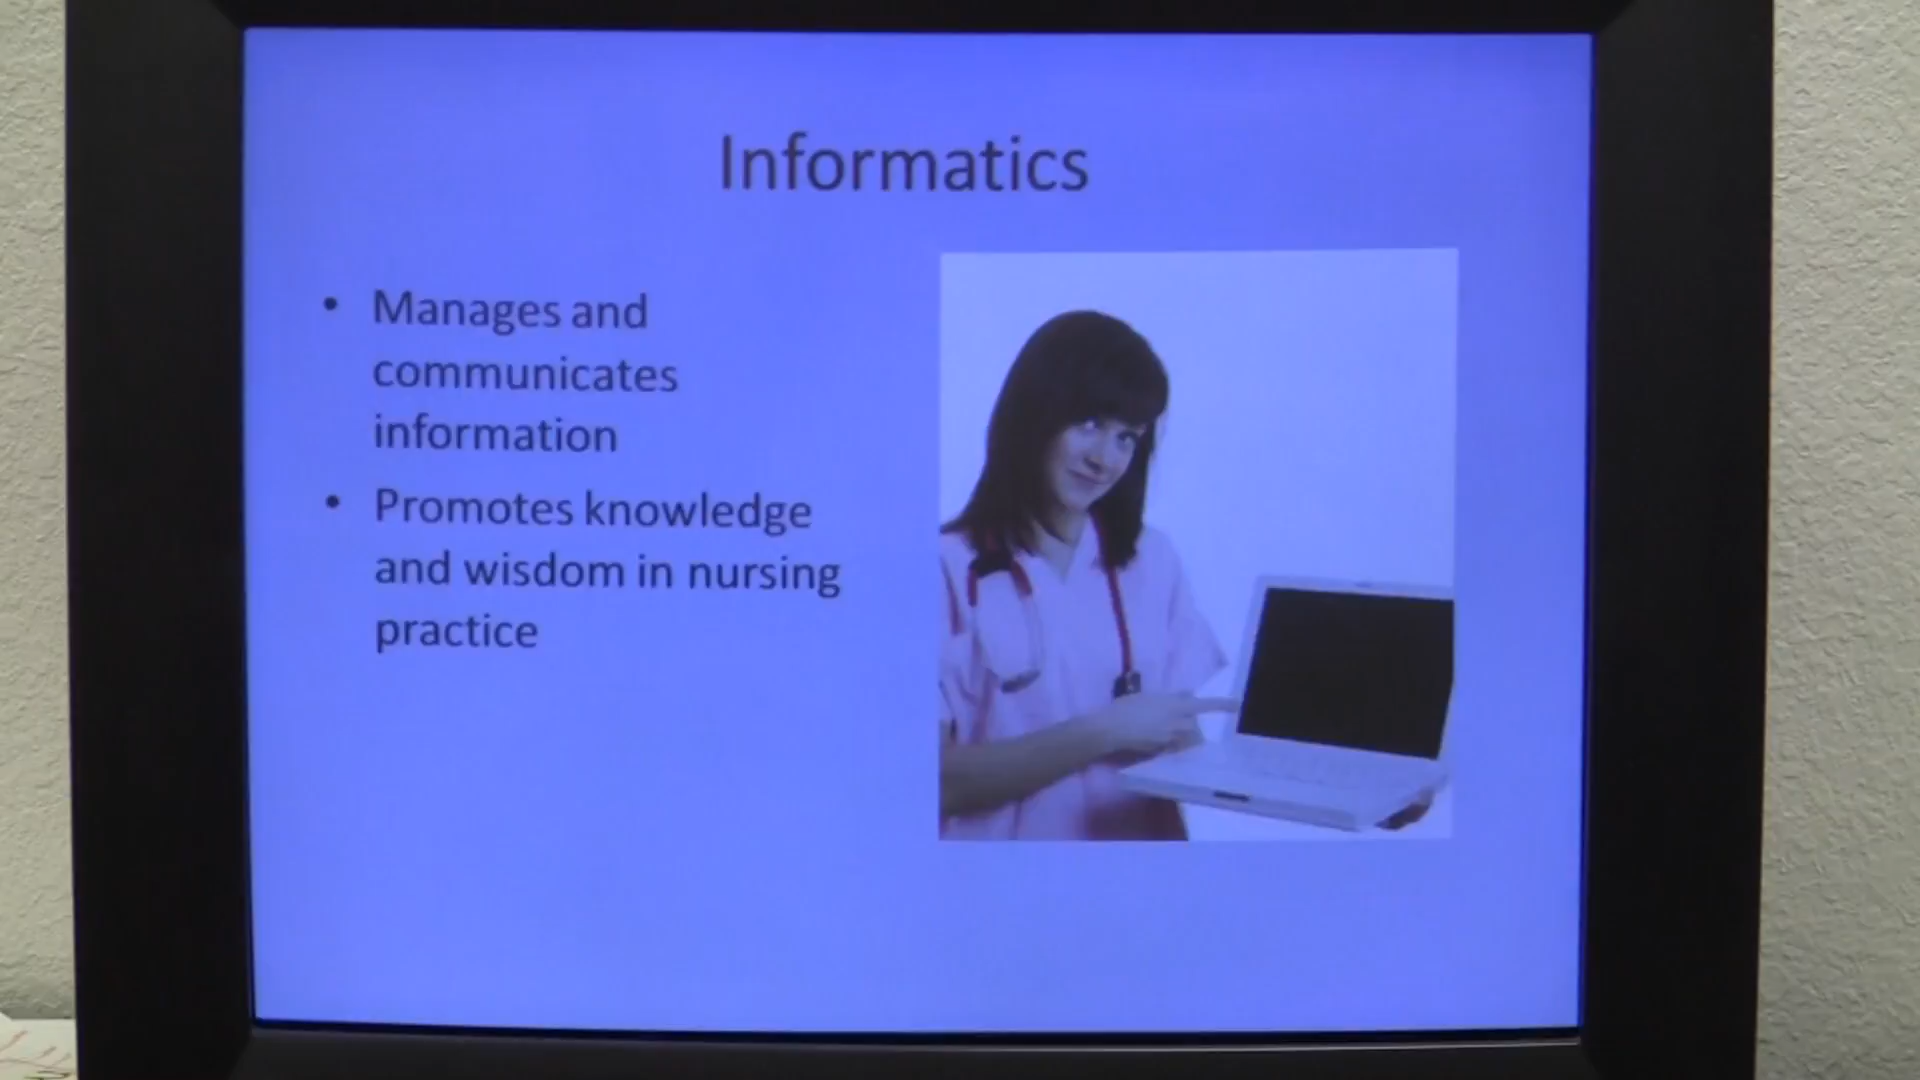 Informatics
• Manages and
communicates
information
• Promotes knowledge
and wisdom in nursing
practice